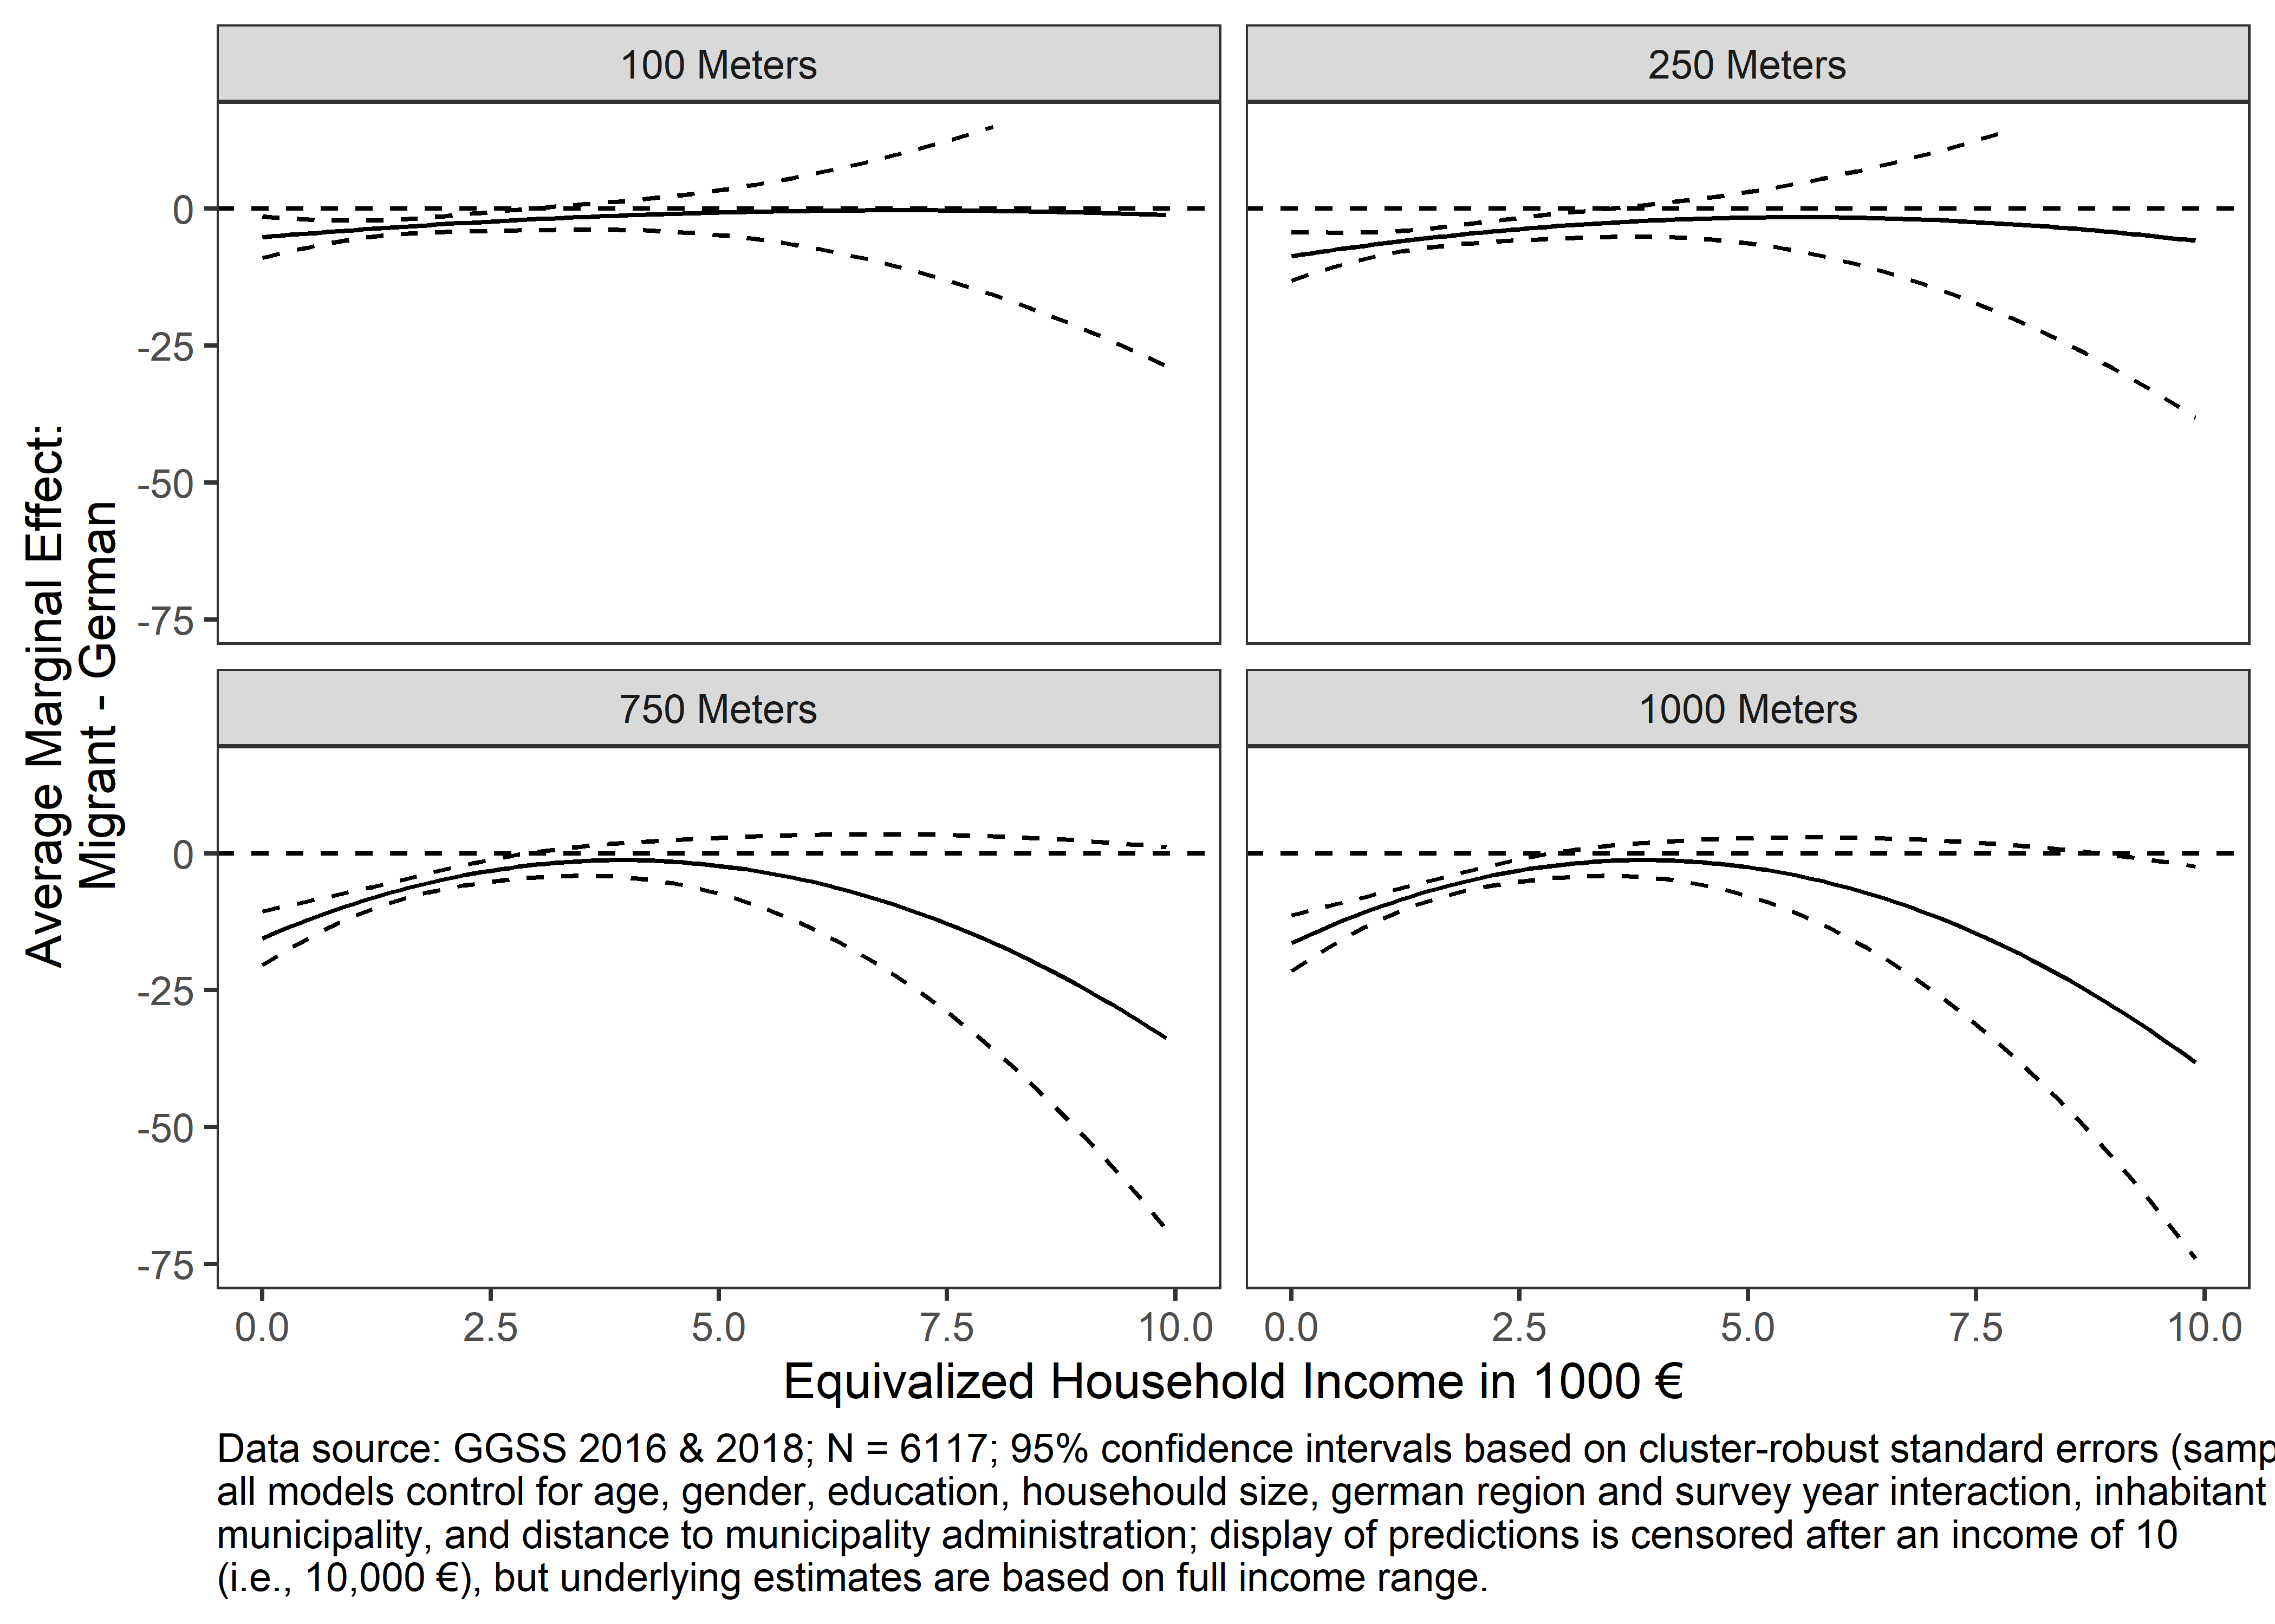 100 Meters
250 Meters
0
-25
-50
-75
750 Meters
1000 Meters
0
-25
-50
-75
Average Marginal Effect:
Migrant - German
0.0 2.5 5.0 7.5 10.0
0.0 2.5 5.0 7.5 10.0
Equivalized Household Income in 1000 €
Data source: GGSS 2016 & 2018; N = 6117; 95% confidence intervals based on cluster-robust standard errors (samp
all models control for age, gender, education, househould size, german region and survey year interaction, inhabitant
municipality, and distance to municipality administration; display of predictions is censored after an income of 10
(i.e., 10,000 €), but underlying estimates are based on full income range.